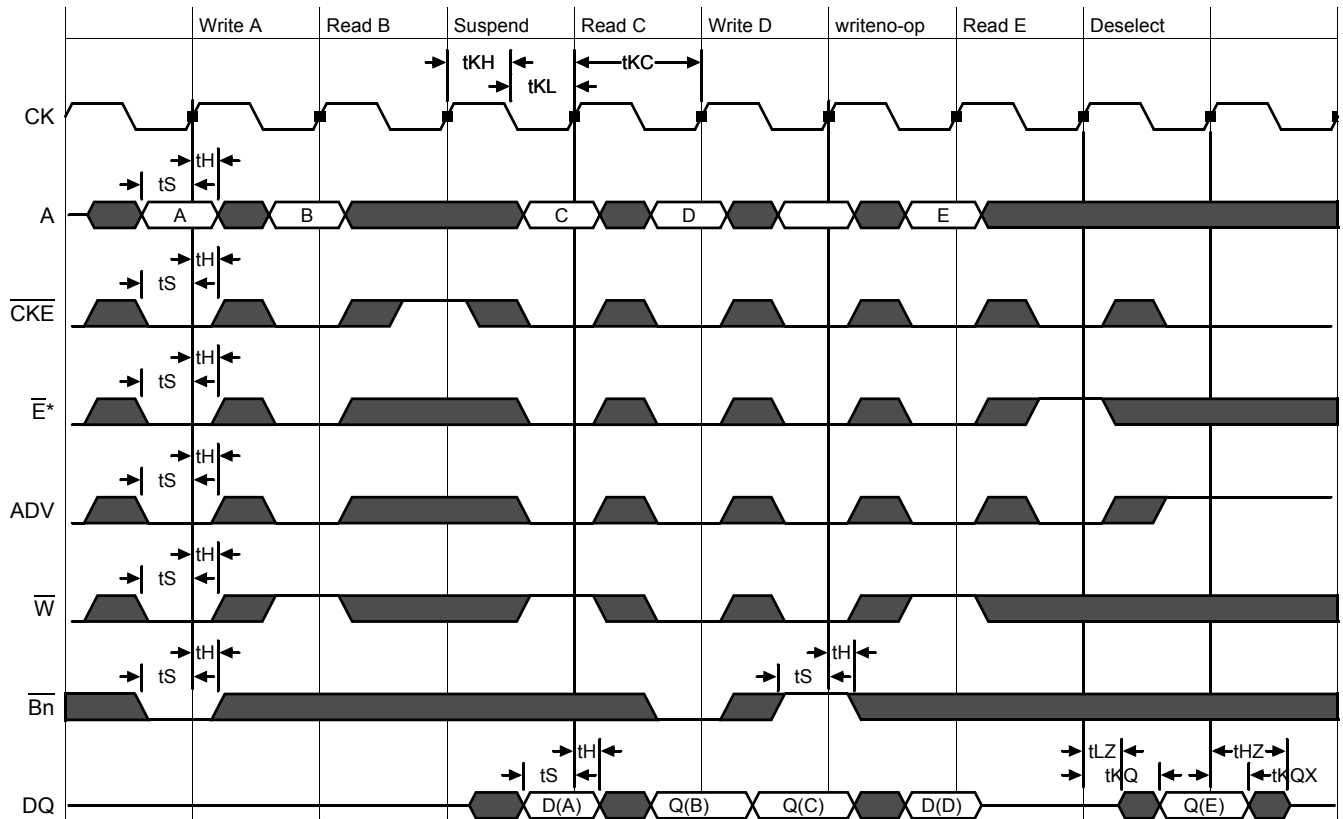 Write A Read B Suspend Read C Write D writeno-op Read E Deselect
tKH tKC
tKL
CK
tH
tS
A A B C D E
tH
tS
CKE
tH
tS
E*
tH
tS
ADV
tH
tS
W
tH tH
tS tS
Bn
tH tLZ tHZ
tS tKQ tKQX
DQ D(A) Q(B) Q(C) D(D) Q(E)